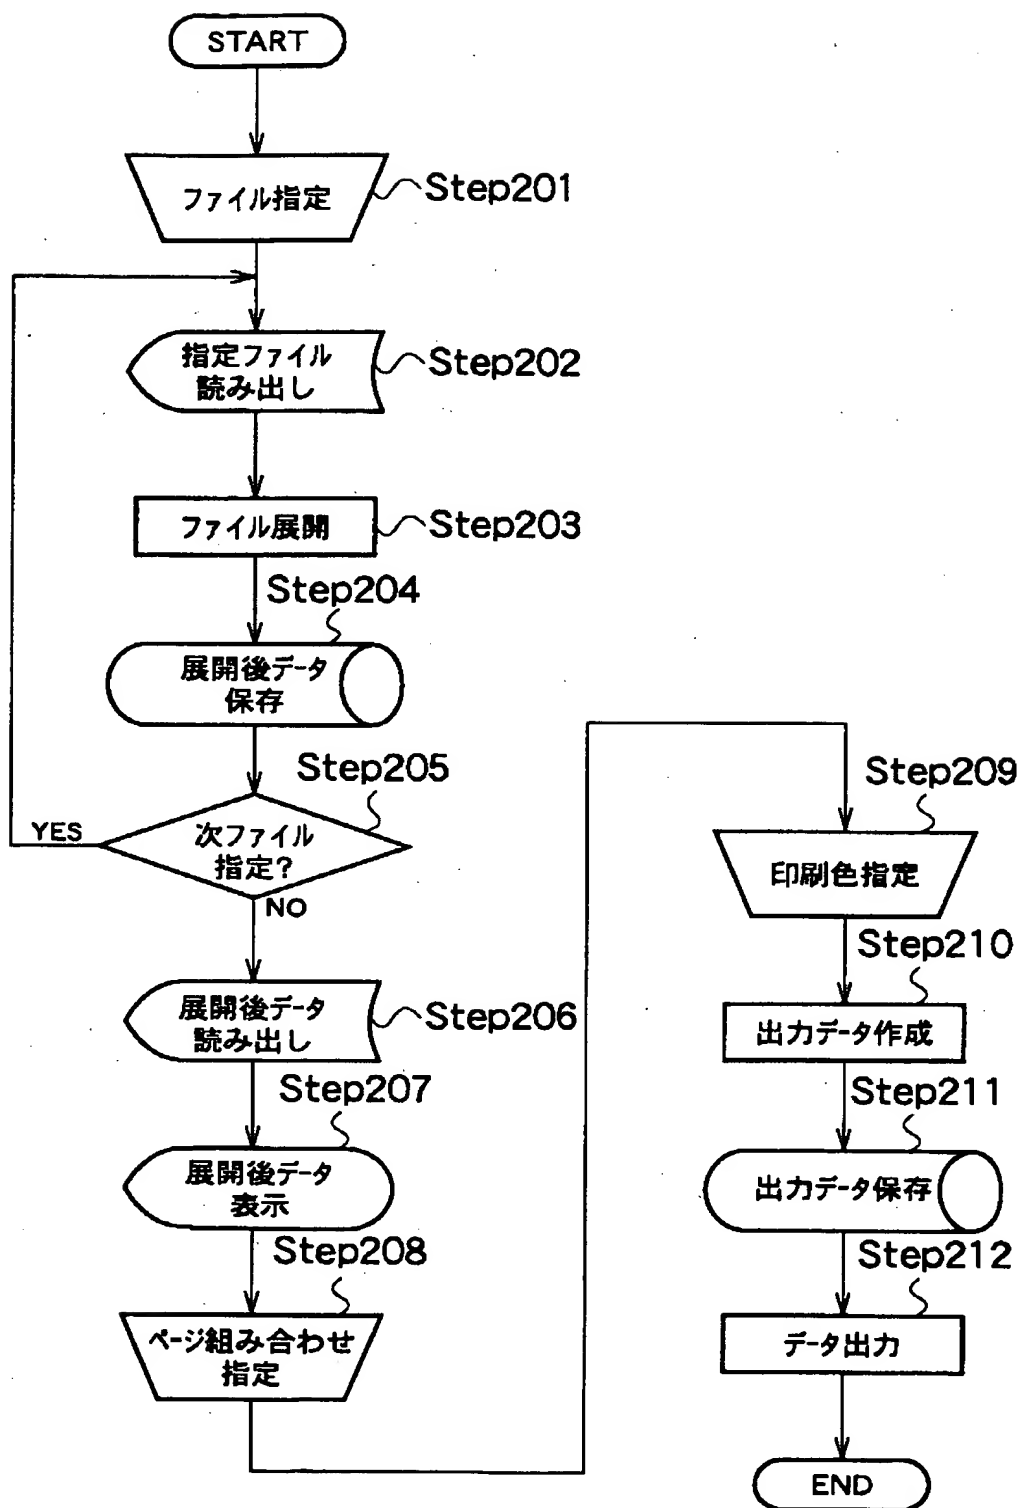 START
ファイル指定
Step201
指定ファイル
読み出し
Step202
ファイル展開
Step203
Step204
展開後データ
保存
Step205
YES
次ファイル
指定?
NO
展開後データ
読み出し
Step206
Step207
展開後データ
表示
Step208
ページ組み合わせ
指定
Step209
印刷色指定
Step210
出力データ作成
Step211
出力データ保存
Step212
データ出力
END